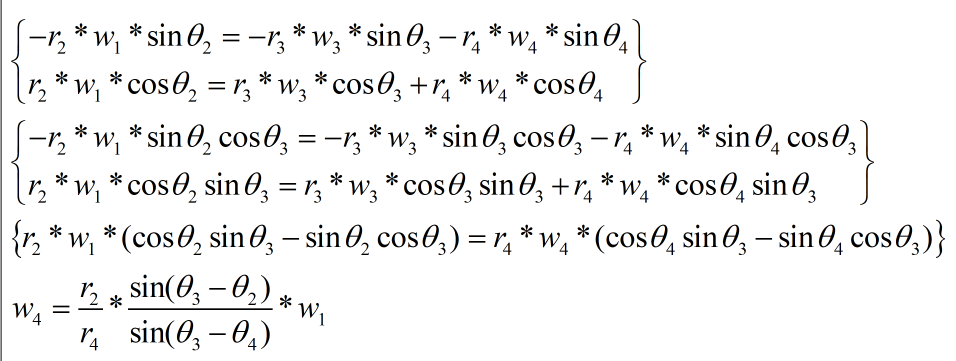 {−r₂ * w₁ * sin θ₂ = −r₃ * w₃ * sin θ₃ − r₄ * w₄ * sin θ₄
r₂ * w₁ * cos θ₂ = r₃ * w₃ * cos θ₃ + r₄ * w₄ * cos θ₄}
{−r₂ * w₁ * sin θ₂ cos θ₃ = −r₃ * w₃ * sin θ₃ cos θ₃ − r₄ * w₄ * sin θ₄ cos θ₃
r₂ * w₁ * cos θ₂ sin θ₃ = r₃ * w₃ * cos θ₃ sin θ₃ + r₄ * w₄ * cos θ₄ sin θ₃}
{r₂ * w₁ * (cos θ₂ sin θ₃ − sin θ₂ cos θ₃) = r₄ * w₄ * (cos θ₄ sin θ₃ − sin θ₄ cos θ₃)}
w₄ = r₂/r₄ * sin(θ₃ − θ₂)/sin(θ₃ − θ₄) * w₁